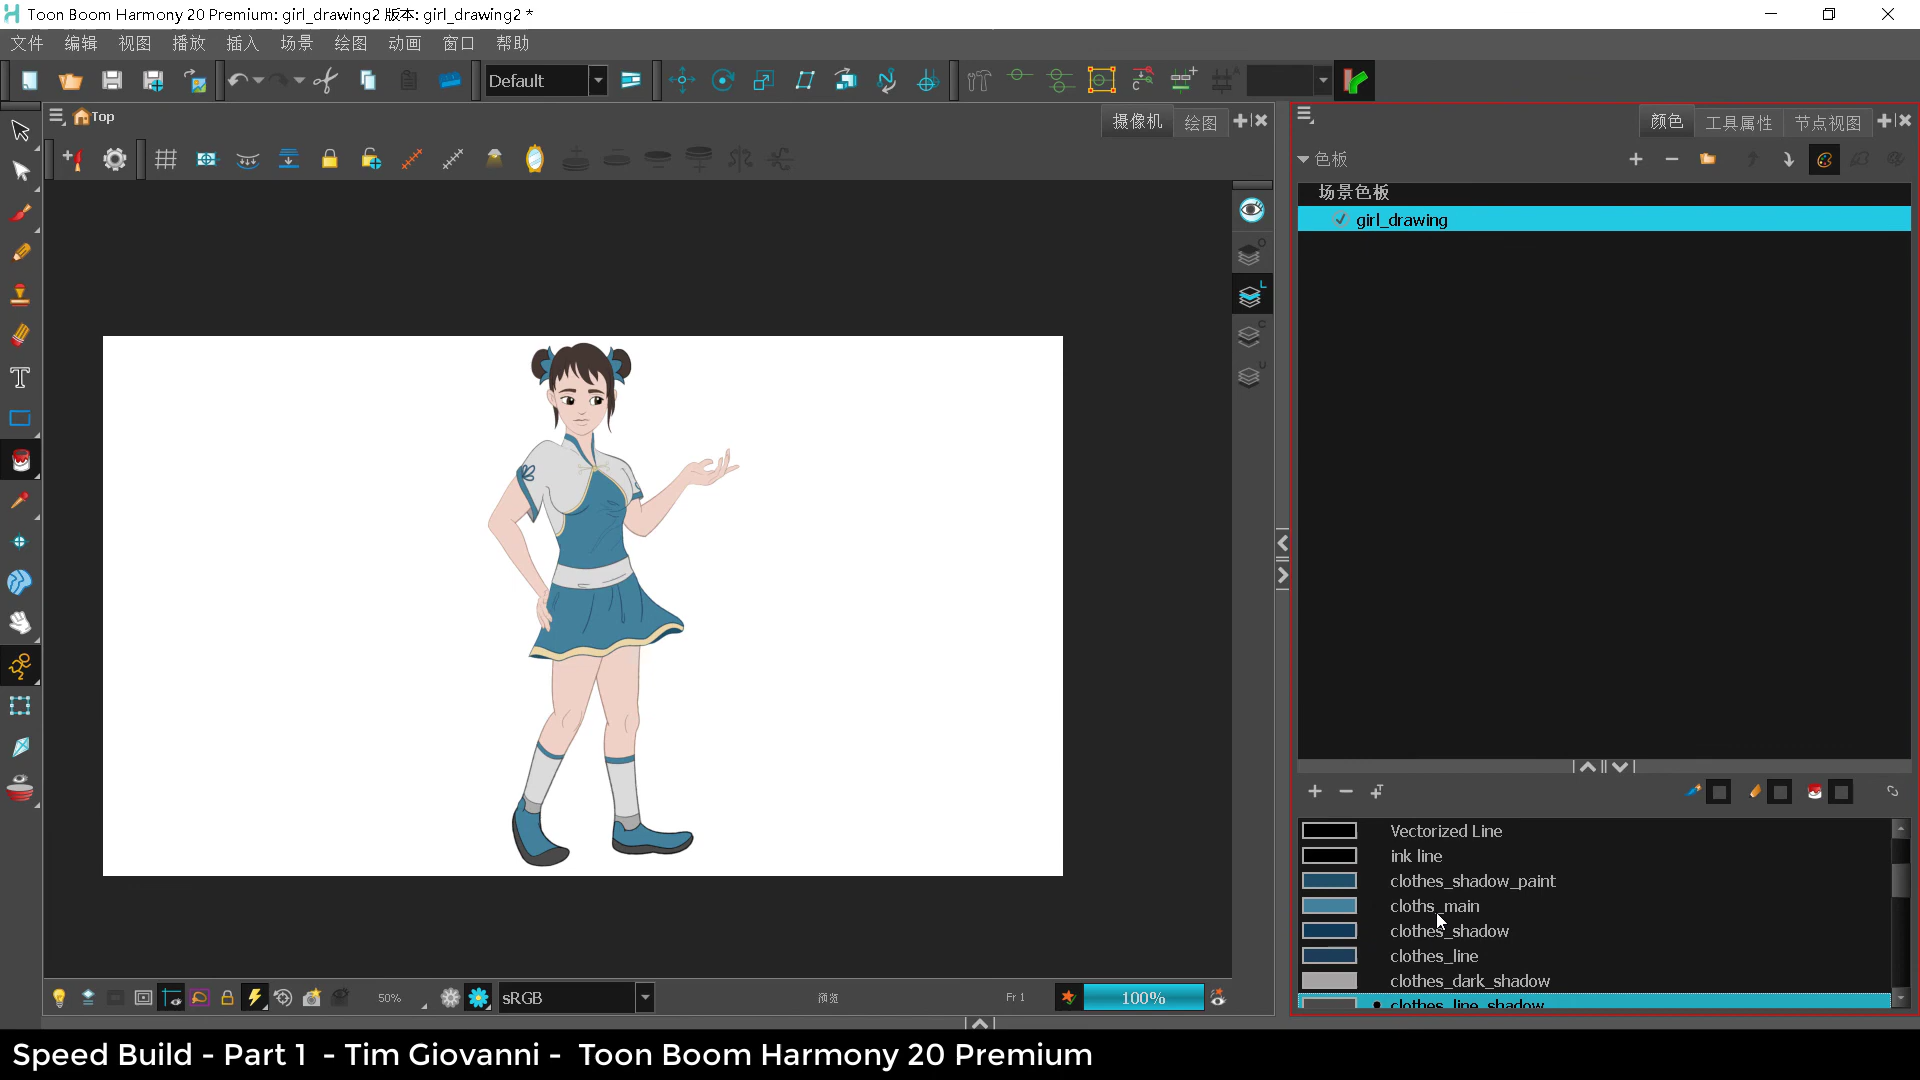 Toon Boom Harmony 20 Premium: girl_drawing2 版本: girl_drawing2 *
文件 编辑 视图 播放 插入 场景 绘图 动画 窗口 帮助
Default
Top
摄像机 绘图
颜色 工具属性 节点视图
色板
场景色板
girl_drawing
Vectorized Line
ink line
clothes_shadow_paint
cloths_main
clothes_shadow
clothes_line
clothes_dark_shadow
clothes_line_shadow
50%
sRGB
预览
Fr 1
100%
Speed Build - Part 1 - Tim Giovanni - Toon Boom Harmony 20 Premium